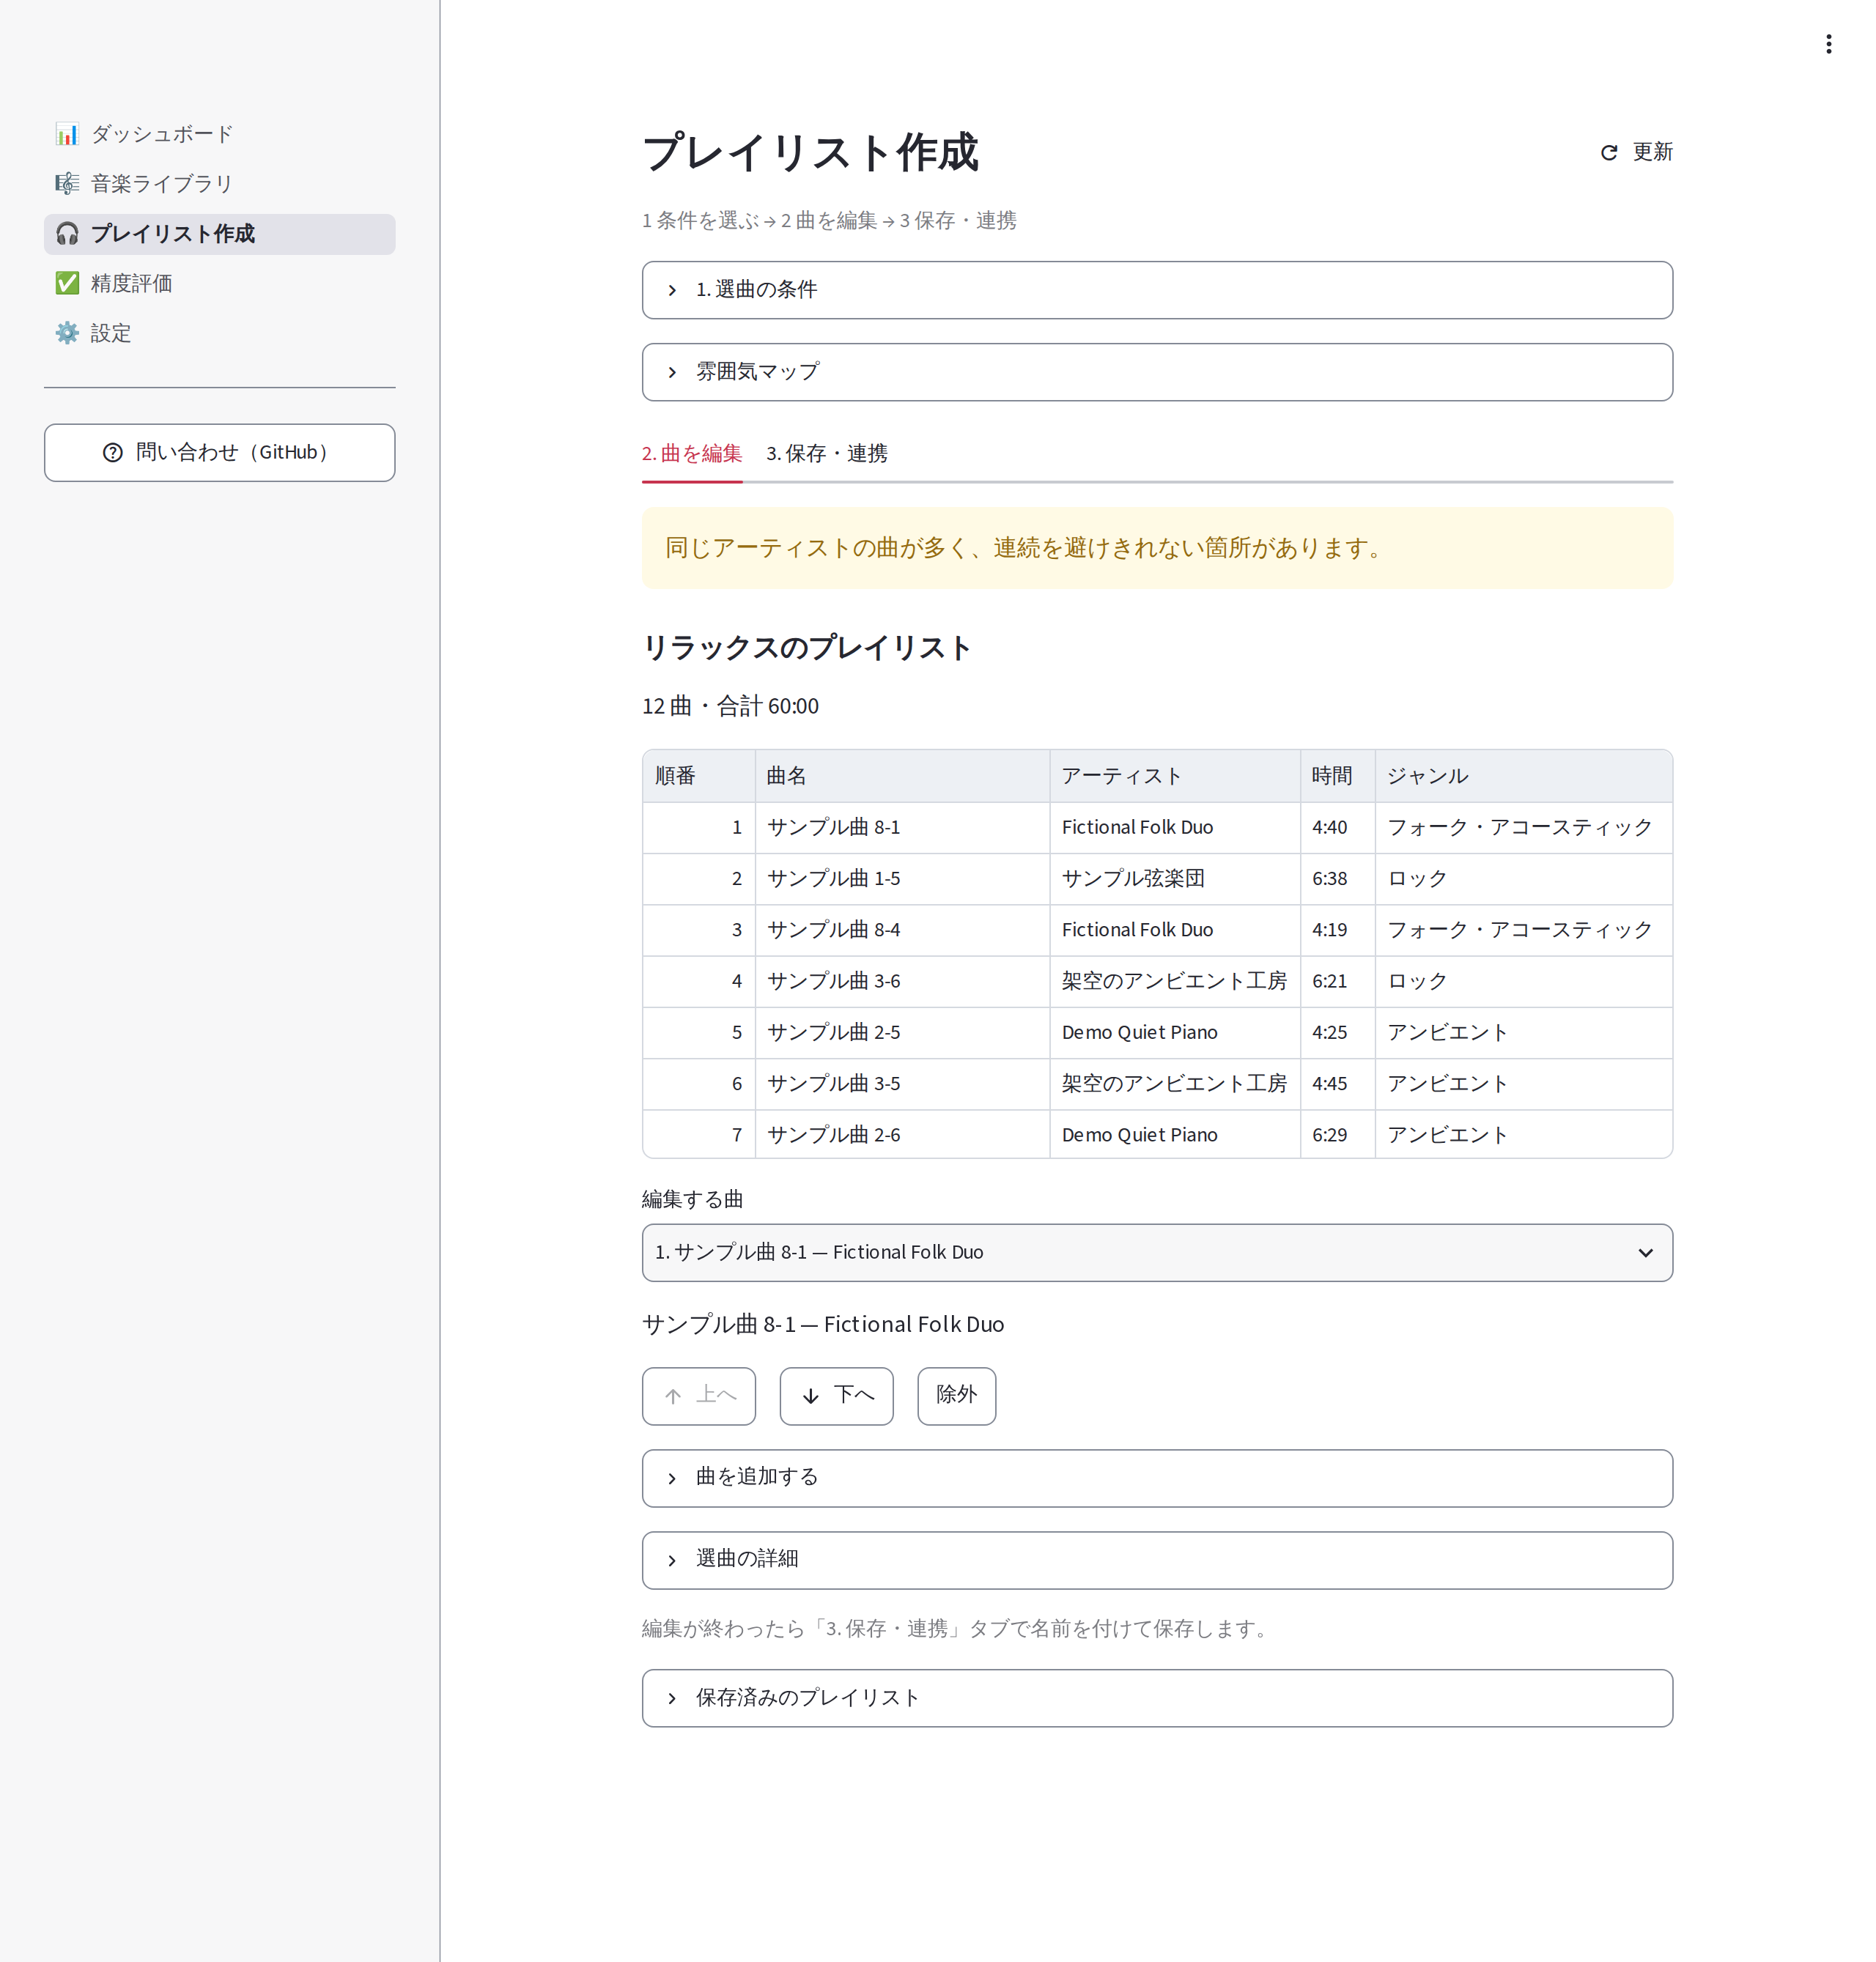 ダッシュボード
音楽ライブラリ
プレイリスト作成
精度評価
設定
問い合わせ（GitHub）
プレイリスト作成
更新
1 条件を選ぶ → 2 曲を編集 → 3 保存・連携
1. 選曲の条件
雰囲気マップ
2. 曲を編集 3. 保存・連携
同じアーティストの曲が多く、連続を避けきれない箇所があります。
リラックスのプレイリスト
12 曲・合計 60:00
順番 曲名 アーティスト 時間 ジャンル
1 サンプル曲 8-1 Fictional Folk Duo 4:40 フォーク・アコースティック
2 サンプル曲 1-5 サンプル弦楽団 6:38 ロック
3 サンプル曲 8-4 Fictional Folk Duo 4:19 フォーク・アコースティック
4 サンプル曲 3-6 架空のアンビエント工房 6:21 ロック
5 サンプル曲 2-5 Demo Quiet Piano 4:25 アンビエント
6 サンプル曲 3-5 架空のアンビエント工房 4:45 アンビエント
7 サンプル曲 2-6 Demo Quiet Piano 6:29 アンビエント
編集する曲
1. サンプル曲 8-1 — Fictional Folk Duo
サンプル曲 8-1 — Fictional Folk Duo
上へ 下へ 除外
曲を追加する
選曲の詳細
編集が終わったら「3. 保存・連携」タブで名前を付けて保存します。
保存済みのプレイリスト